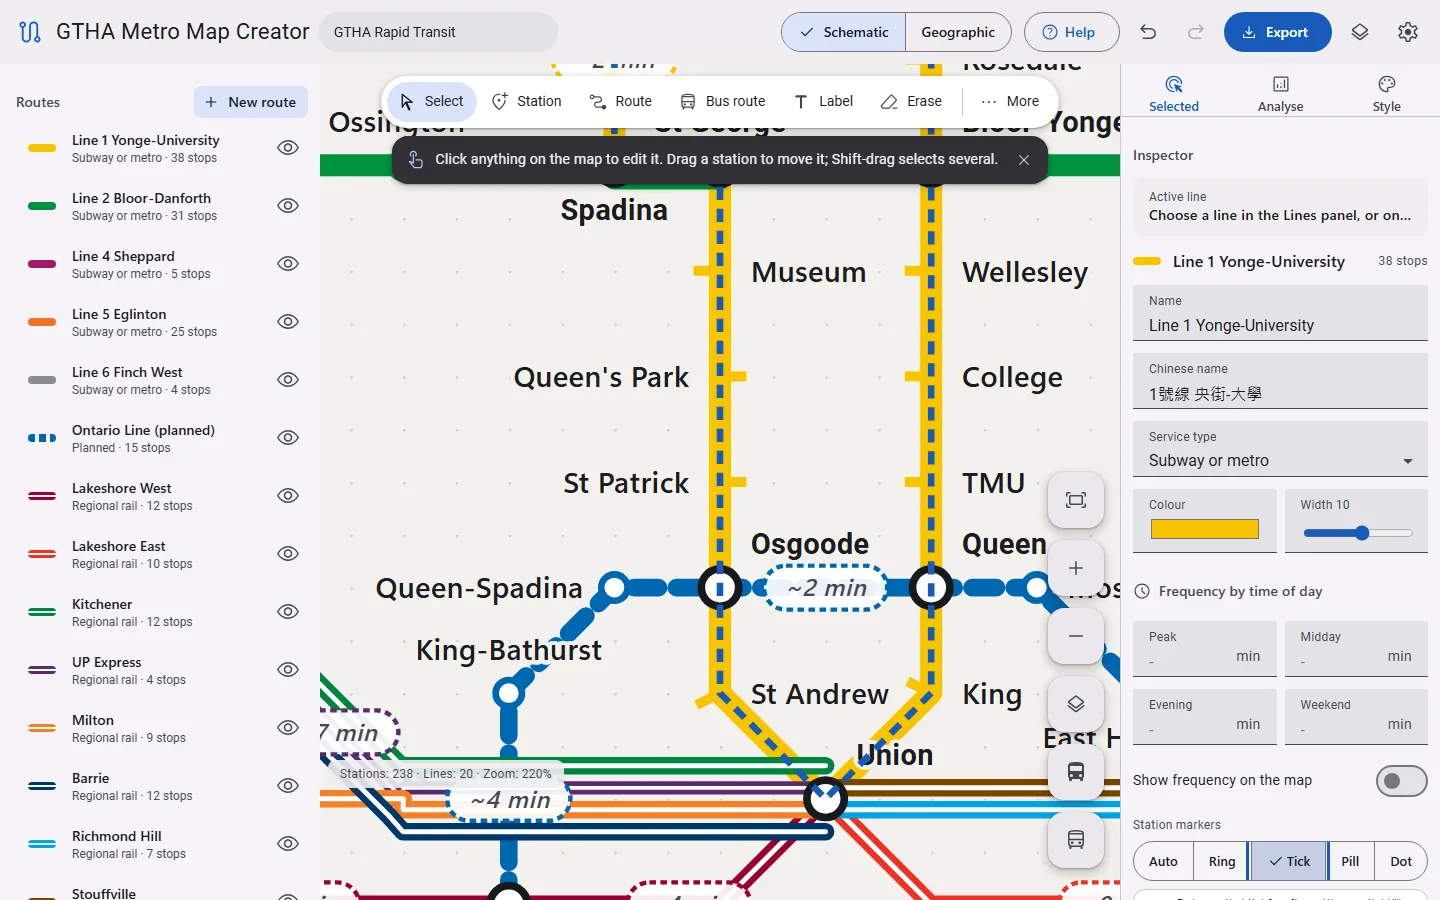 GTHA Metro Map Creator
GTHA Rapid Transit
Schematic
Geographic
Help
Export
Routes
New route
Line 1 Yonge-University
Subway or metro · 38 stops
Line 2 Bloor-Danforth
Subway or metro · 31 stops
Line 4 Sheppard
Subway or metro · 5 stops
Line 5 Eglinton
Subway or metro · 25 stops
Line 6 Finch West
Subway or metro · 4 stops
Ontario Line (planned)
Planned · 15 stops
Lakeshore West
Regional rail · 12 stops
Lakeshore East
Regional rail · 10 stops
Kitchener
Regional rail · 12 stops
UP Express
Regional rail · 4 stops
Milton
Regional rail · 9 stops
Barrie
Regional rail · 12 stops
Richmond Hill
Regional rail · 7 stops
Stouffville
Select
Station
Route
Bus route
Label
Erase
More
Click anything on the map to edit it. Drag a station to move it; Shift-drag selects several.
Rosedale
Ossington
St George
Bloor-Yonge
Spadina
Museum
Wellesley
Queen's Park
College
St Patrick
TMU
Osgoode
Queen
Queen-Spadina
~2 min
King-Bathurst
St Andrew
King
7 min
Union
East H
Stations: 238 · Lines: 20 · Zoom: 220%
~4 min
Selected
Analyse
Style
Inspector
Active line
Choose a line in the Lines panel, or on...
Line 1 Yonge-University
38 stops
Name
Line 1 Yonge-University
Chinese name
1號線 央街-大學
Service type
Subway or metro
Colour
Width 10
Frequency by time of day
Peak
- min
Midday
- min
Evening
- min
Weekend
- min
Show frequency on the map
Station markers
Auto
Ring
Tick
Pill
Dot